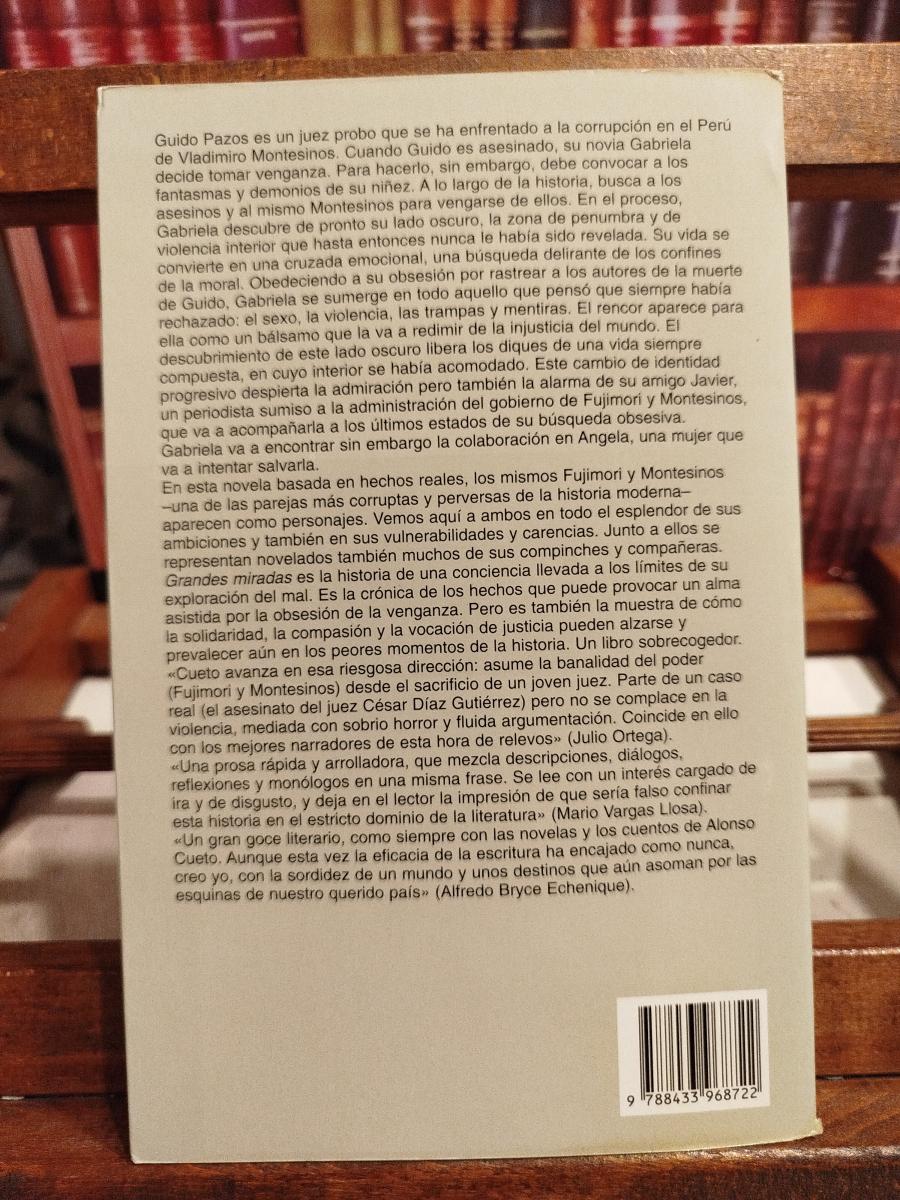 Guido Pazos es un juez probo que se ha enfrentado a la corrupción en el Perú
de Vladimiro Montesinos. Cuando Guido es asesinado, su novia Gabriela
decide tomar venganza. Para hacerlo, sin embargo, debe convocar a los
fantasmas y demonios de su niñez. A lo largo de la historia, busca a los
asesinos y al mismo Montesinos para vengarse de ellos. En el proceso,
Gabriela descubre de pronto su lado oscuro, la zona de penumbra y de
violencia interior que hasta entonces nunca le había sido revelada. Su vida se
convierte en una cruzada emocional, una búsqueda delirante de los confines
de la moral. Obedeciendo a su obsesión por rastrear a los autores de la muerte
de Guido, Gabriela se sumerge en todo aquello que pensó que siempre había
rechazado: el sexo, la violencia, las trampas y mentiras. El rencor aparece para
ella como un bálsamo que la va a redimir de la injusticia del mundo. El
descubrimiento de este lado oscuro libera los diques de una vida siempre
compuesta, en cuyo interior se había acomodado. Este cambio de identidad
progresivo despierta la admiración pero también la alarma de su amigo Javier,
un periodista sumiso a la administración del gobierno de Fujimori y Montesinos,
que va a acompañarla a los últimos estados de su búsqueda obsesiva.
Gabriela va a encontrar sin embargo la colaboración en Angela, una mujer que
va a intentar salvarla.
En esta novela basada en hechos reales, los mismos Fujimori y Montesinos
–una de las parejas más corruptas y perversas de la historia moderna–
aparecen como personajes. Vemos aquí a ambos en todo el esplendor de sus
ambiciones y también en sus vulnerabilidades y carencias. Junto a ellos se
representan novelados también muchos de sus compinches y compañeras.
Grandes miradas es la historia de una conciencia llevada a los límites de su
exploración del mal. Es la crónica de los hechos que puede provocar un alma
asistida por la obsesión de la venganza. Pero es también la muestra de cómo
la solidaridad, la compasión y la vocación de justicia pueden alzarse y
prevalecer aún en los peores momentos de la historia. Un libro sobrecogedor.
«Cueto avanza en esa riesgosa dirección: asume la banalidad del poder
(Fujimori y Montesinos) desde el sacrificio de un joven juez. Parte de un caso
real (el asesinato del juez César Díaz Gutiérrez) pero no se complace en la
violencia, mediada con sobrio horror y fluida argumentación. Coincide en ello
con los mejores narradores de esta hora de relevos» (Julio Ortega).
«Una prosa rápida y arrolladora, que mezcla descripciones, diálogos,
reflexiones y monólogos en una misma frase. Se lee con un interés cargado de
ira y de disgusto, y deja en el lector la impresión de que sería falso confinar
esta historia en el estricto dominio de la literatura» (Mario Vargas Llosa).
«Un gran goce literario, como siempre con las novelas y los cuentos de Alonso
Cueto. Aunque esta vez la eficacia de la escritura ha encajado como nunca,
creo yo, con la sordidez de un mundo y unos destinos que aún asoman por las
esquinas de nuestro querido país» (Alfredo Bryce Echenique).
9 788433 968722